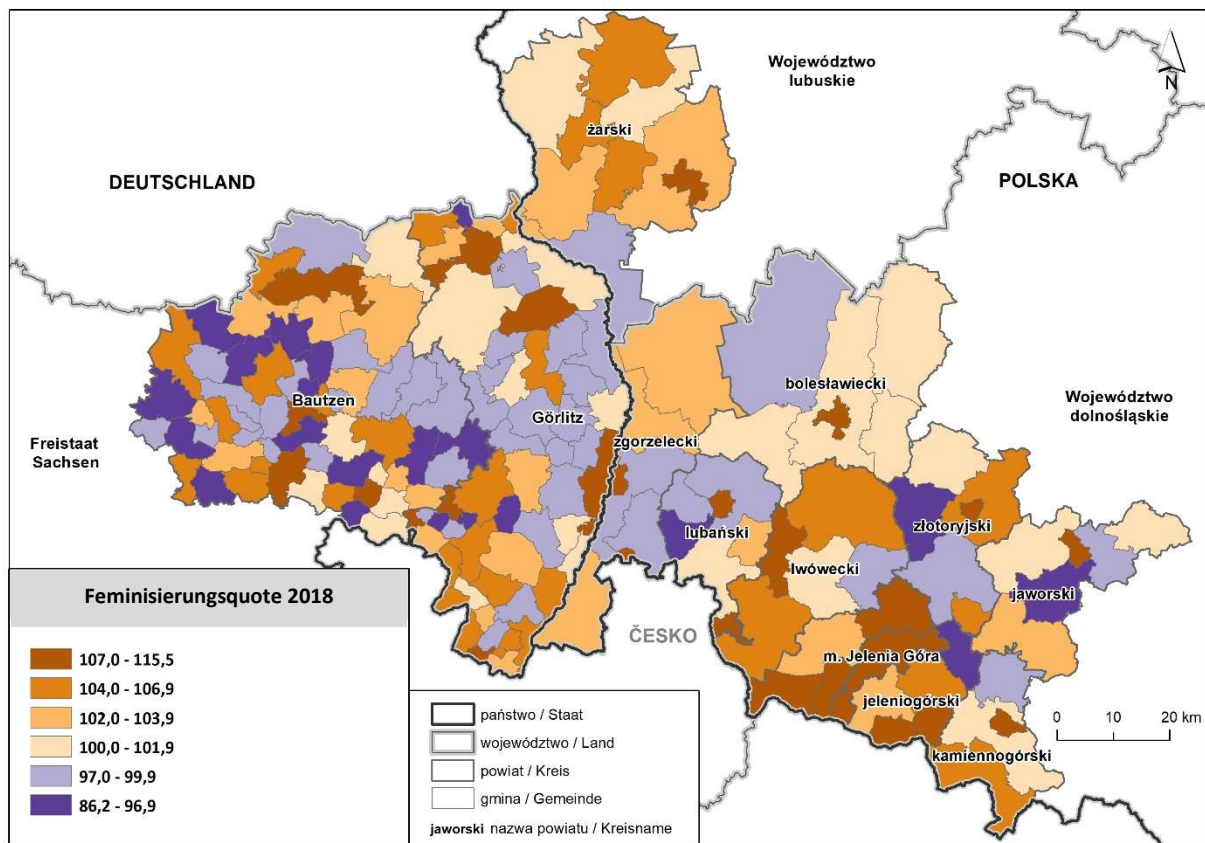 Województwo
lubuskie
N
żarski
DEUTSCHLAND
POLSKA
bolesławiecki
Województwo
dolnośląskie
Bautzen
Görlitz
zgorzelecki
Freistaat
Sachsen
lubański
złotoryjski
lwówecki
jaworski
ČESKO
m. Jelenia Góra
jeleniogórski
kamiennogórski
0 10 20 km
Feminisierungsquote 2018
107,0 - 115,5
104,0 - 106,9
102,0 - 103,9
100,0 - 101,9
97,0 - 99,9
86,2 - 96,9
państwo / Staat
województwo / Land
powiat / Kreis
gmina / Gemeinde
jaworski nazwa powiatu / Kreisname